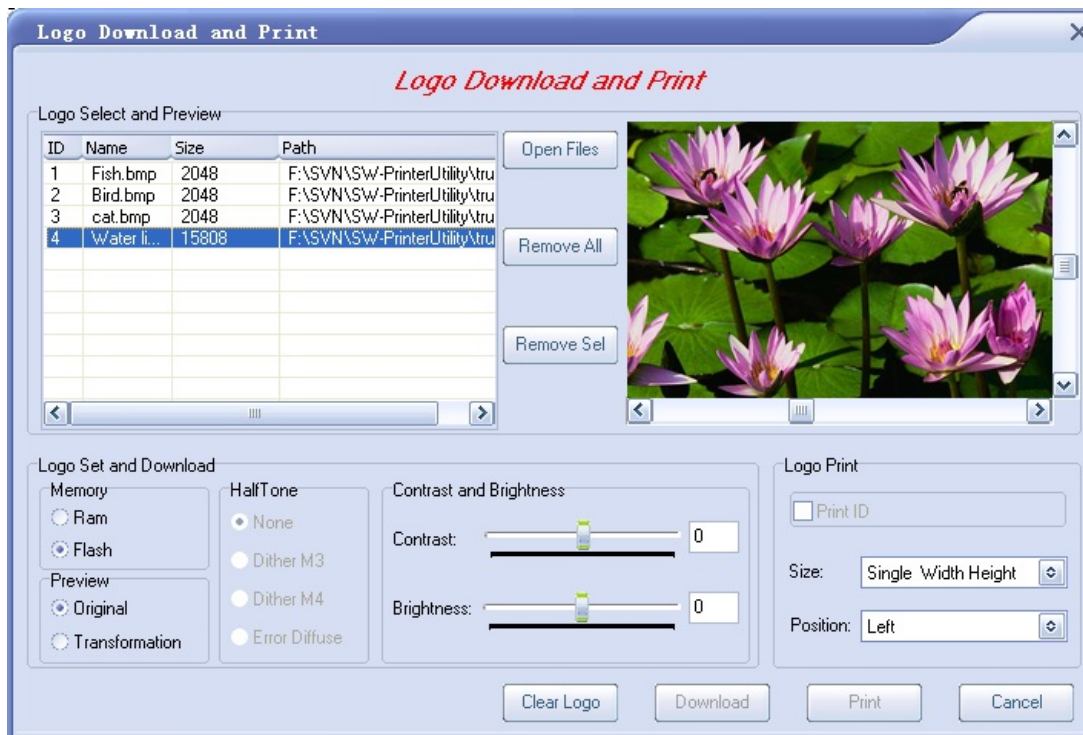 Logo Download and Print
Logo Download and Print
Logo Select and Preview
ID Name Size Path
1 Fish.bmp 2048 F:\SVN\SW-PrinterUtility\tru
2 Bird.bmp 2048 F:\SVN\SW-PrinterUtility\tru
3 cat.bmp 2048 F:\SVN\SW-PrinterUtility\tru
4 Water li... 15808 F:\SVN\SW-PrinterUtility\tru
Open Files
Remove All
Remove Sel
Logo Set and Download
Memory
Ram
Flash
Preview
Original
Transformation
HalfTone
None
Dither M3
Dither M4
Error Diffuse
Contrast and Brightness
Contrast: 0
Brightness: 0
Logo Print
Print ID
Size: Single Width Height
Position: Left
Clear Logo
Download
Print
Cancel